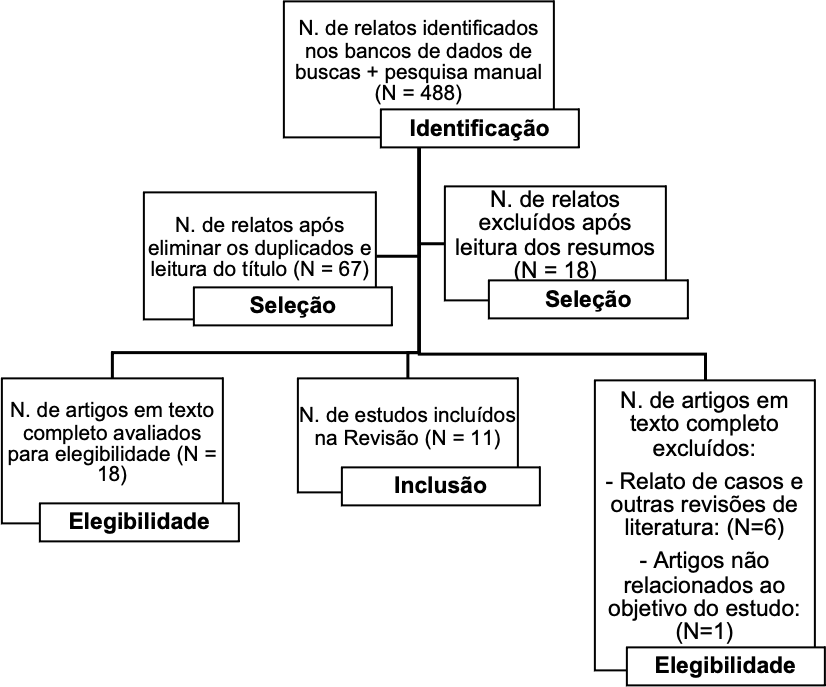 N. de relatos identificados
nos bancos de dados de
buscas + pesquisa manual
(N = 488)
Identificação
N. de relatos após
eliminar os duplicados e
leitura do título (N = 67)
Seleção
N. de relatos
excluídos após
leitura dos resumos
(N = 18)
Seleção
N. de artigos em texto
completo avaliados
para elegibilidade (N =
18)
Elegibilidade
N. de estudos incluídos
na Revisão (N = 11)
Inclusão
N. de artigos em
texto completo
excluídos:
- Relato de casos e
outras revisões de
literatura: (N=6)
- Artigos não
relacionados ao
objetivo do estudo:
(N=1)
Elegibilidade